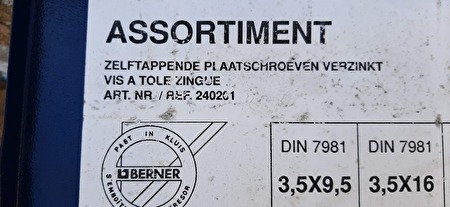 ASSORTIMENT
ZELFTAPPENDE PLAATSCHROEVEN VERZINKT
VIS A TOLE ZINGUE
ART. NR. / REF. 240201
PAST IN KLUIS
BERNER
DIN 7981 DIN 7981
3,5X9,5 3,5X16